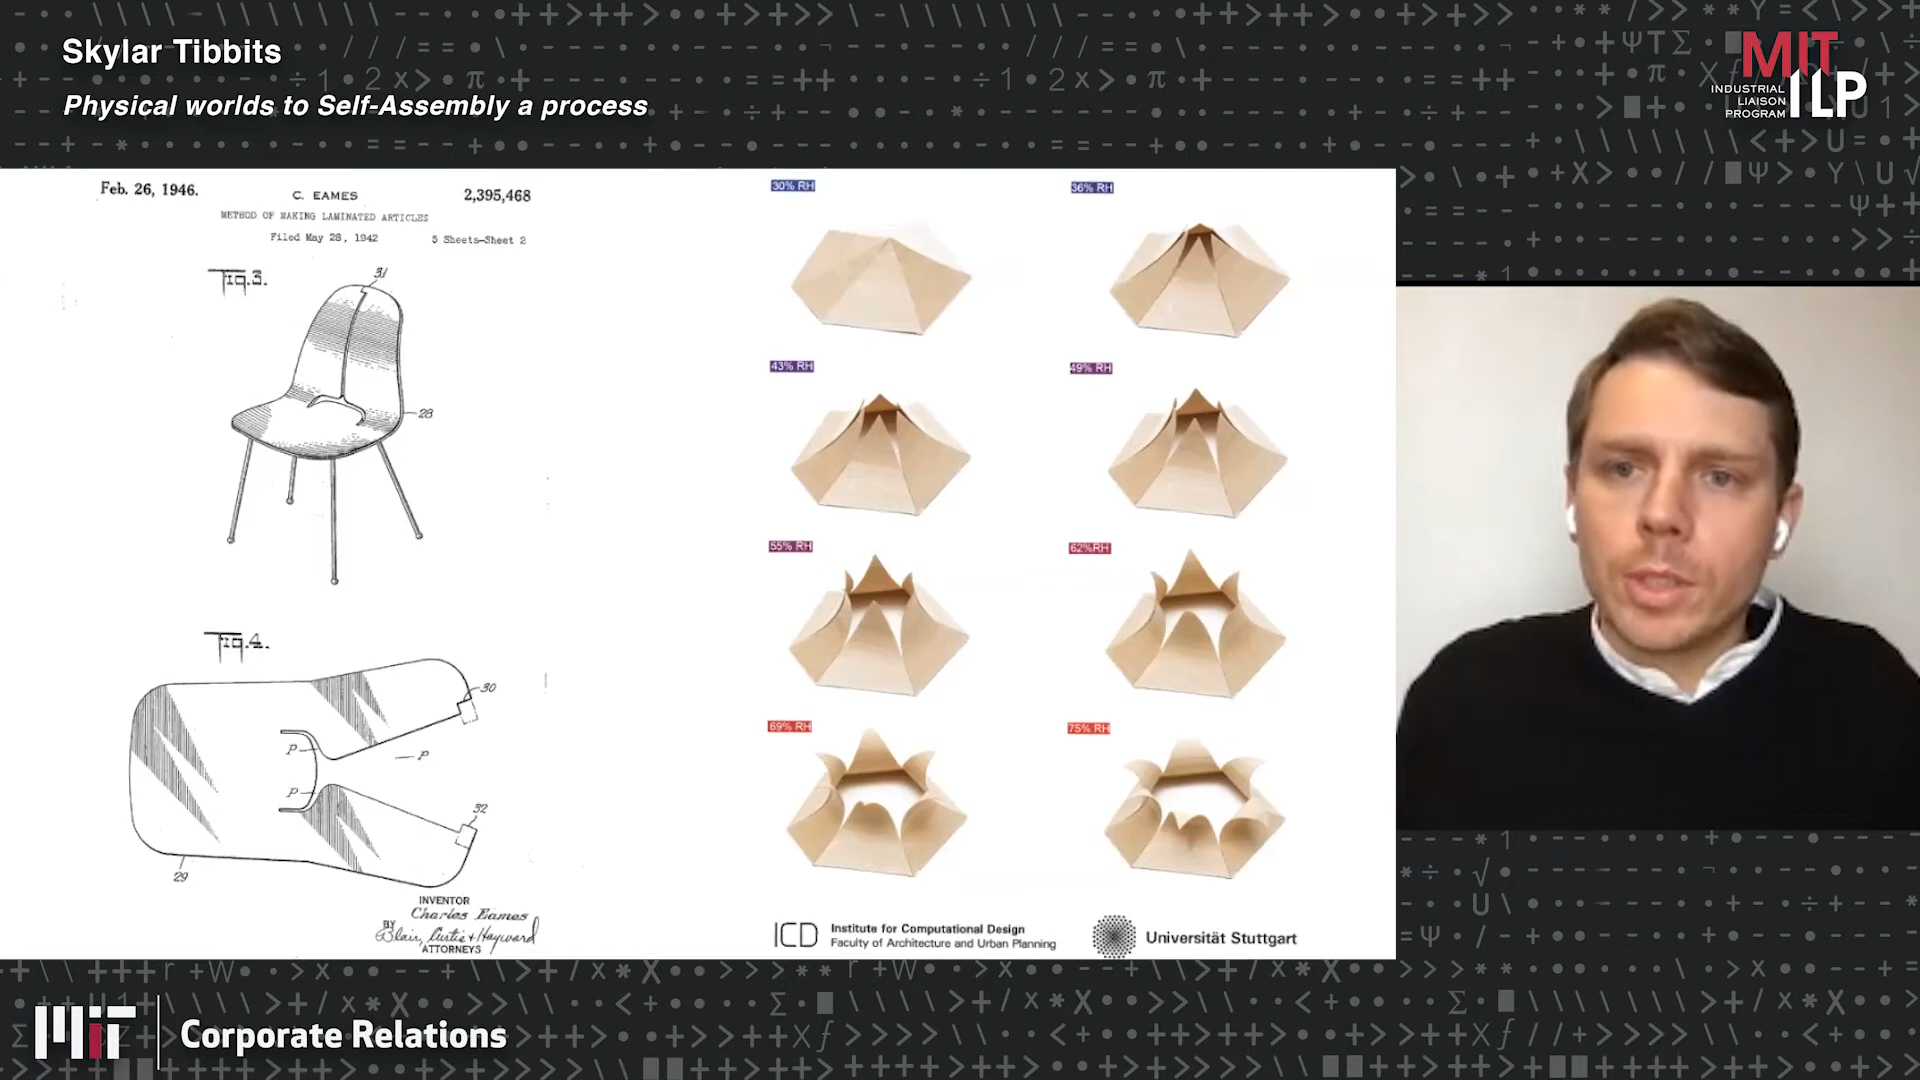 Skylar Tibbits
Physical worlds to Self-Assembly a process
MIT
ILP
INDUSTRIAL
LIAISON
PROGRAM
Feb. 26, 1946.
C. EAMES
2,395,468
METHOD OF MAKING LAMINATED ARTICLES
Filed May 28, 1942
5 Sheets-Sheet 2
Fig.3.
31
28
Fig.4.
30
P
P
P
32
29
INVENTOR
Charles Eames
BY
Blair, Curtis + Hayward
ATTORNEYS
30% RH
36% RH
43% RH
49% RH
55% RH
62%RH
69% RH
75% RH
ICD
Institute for Computational Design
Faculty of Architecture and Urban Planning
Universität Stuttgart
MIT
Corporate Relations